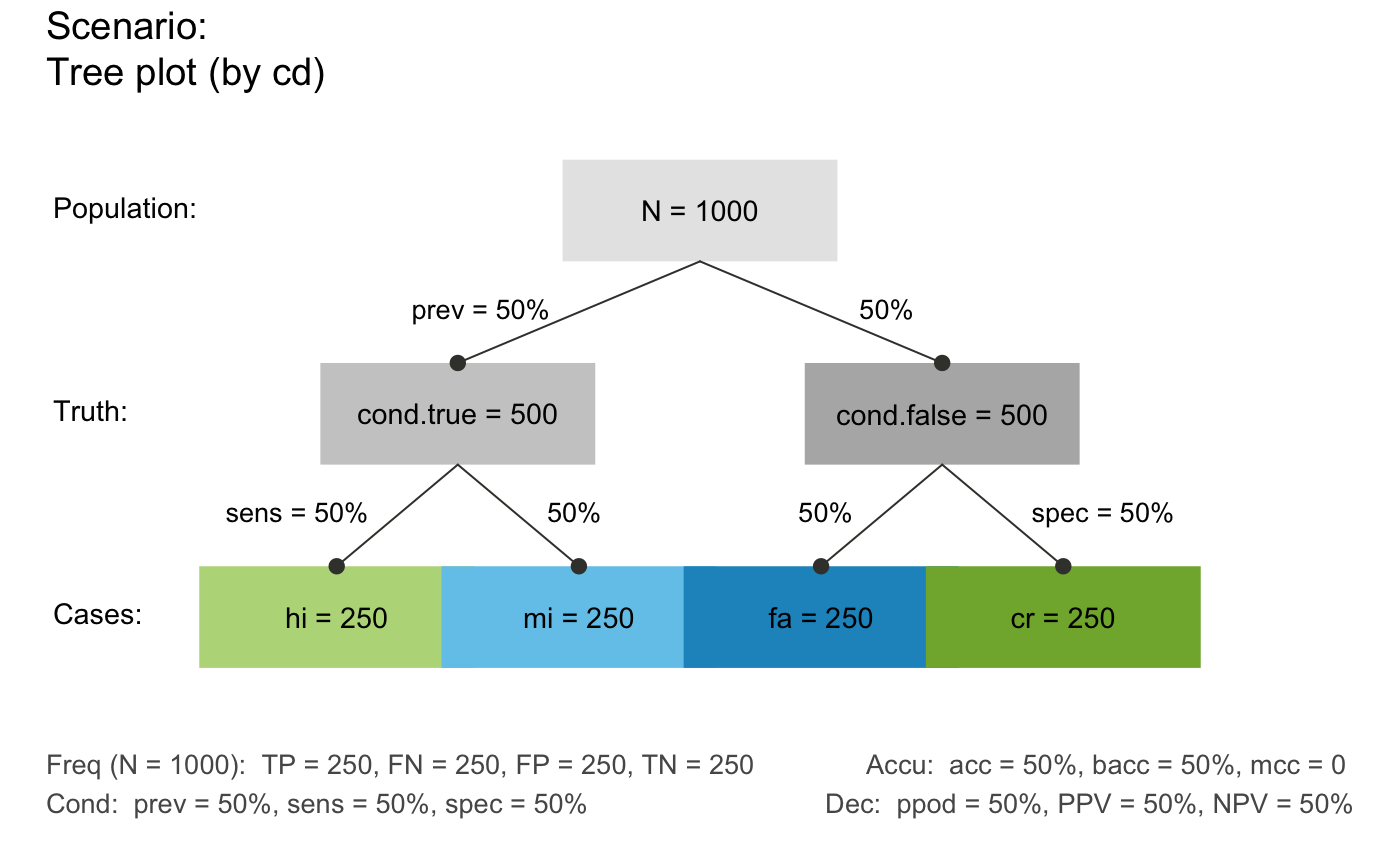 Scenario:
Tree plot (by cd)
Population:
N = 1000
prev = 50%
50%
Truth:
cond.true = 500
cond.false = 500
sens = 50%
50%
50%
spec = 50%
Cases:
hi = 250
mi = 250
fa = 250
cr = 250
Freq (N = 1000):  TP = 250, FN = 250, FP = 250, TN = 250
Accu:  acc = 50%, bacc = 50%, mcc = 0
Cond:  prev = 50%, sens = 50%, spec = 50%
Dec:  ppod = 50%, PPV = 50%, NPV = 50%